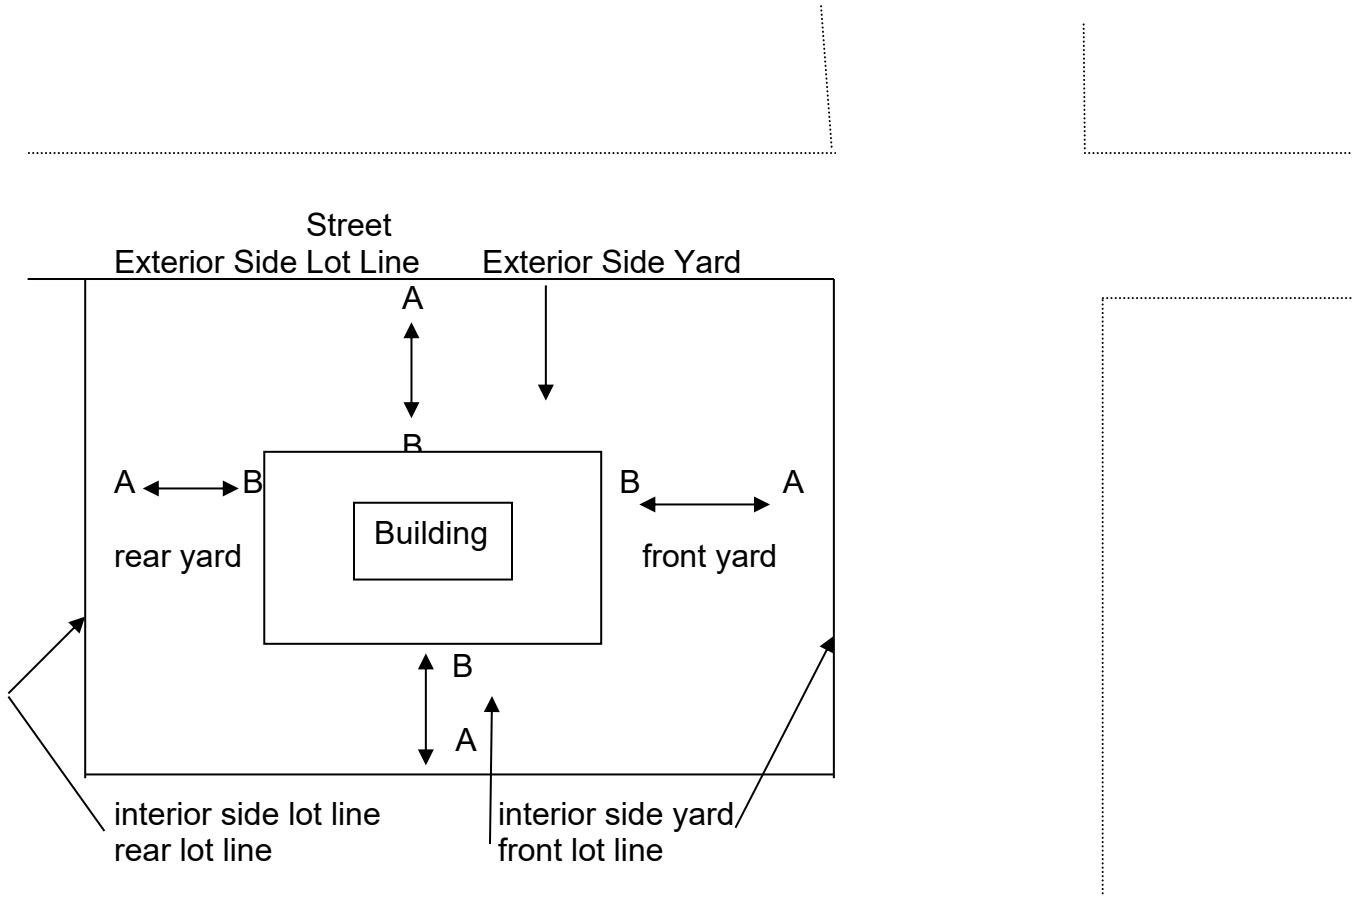 Street
Exterior Side Lot Line Exterior Side Yard
A
B
A B B A
Building
rear yard front yard
B
A
interior side lot line interior side yard
rear lot line front lot line